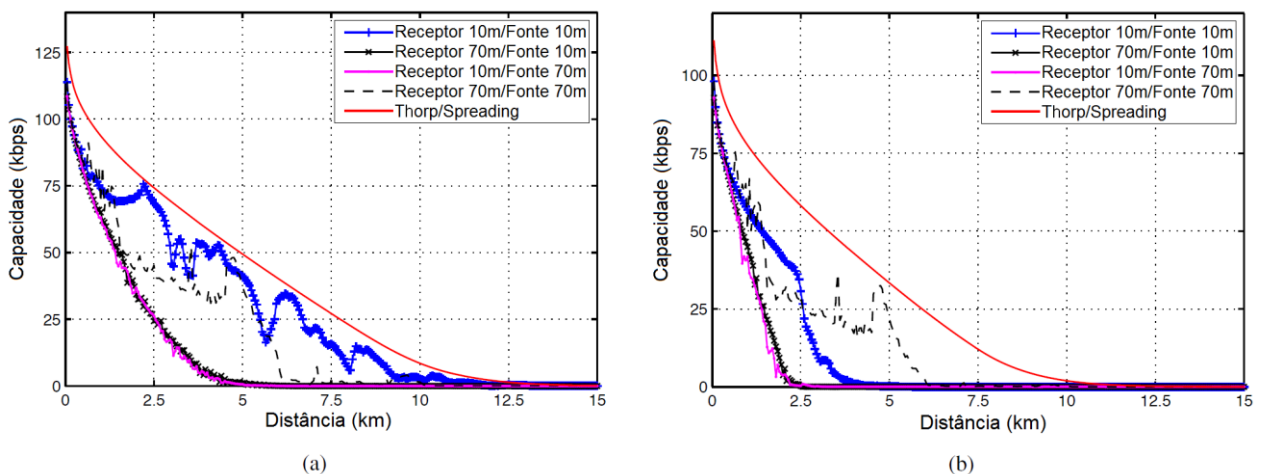 Receptor 10m/Fonte 10m
Receptor 70m/Fonte 10m
Receptor 10m/Fonte 70m
Receptor 70m/Fonte 70m
Thorp/Spreading
125
100
75
50
25
0
Capacidade (kbps)
0 2.5 5 7.5 10 12.5 15
Distância (km)
(a)
Receptor 10m/Fonte 10m
Receptor 70m/Fonte 10m
Receptor 10m/Fonte 70m
Receptor 70m/Fonte 70m
Thorp/Spreading
100
75
50
25
0
Capacidade (kbps)
0 2.5 5 7.5 10 12.5 15
Distância (km)
(b)